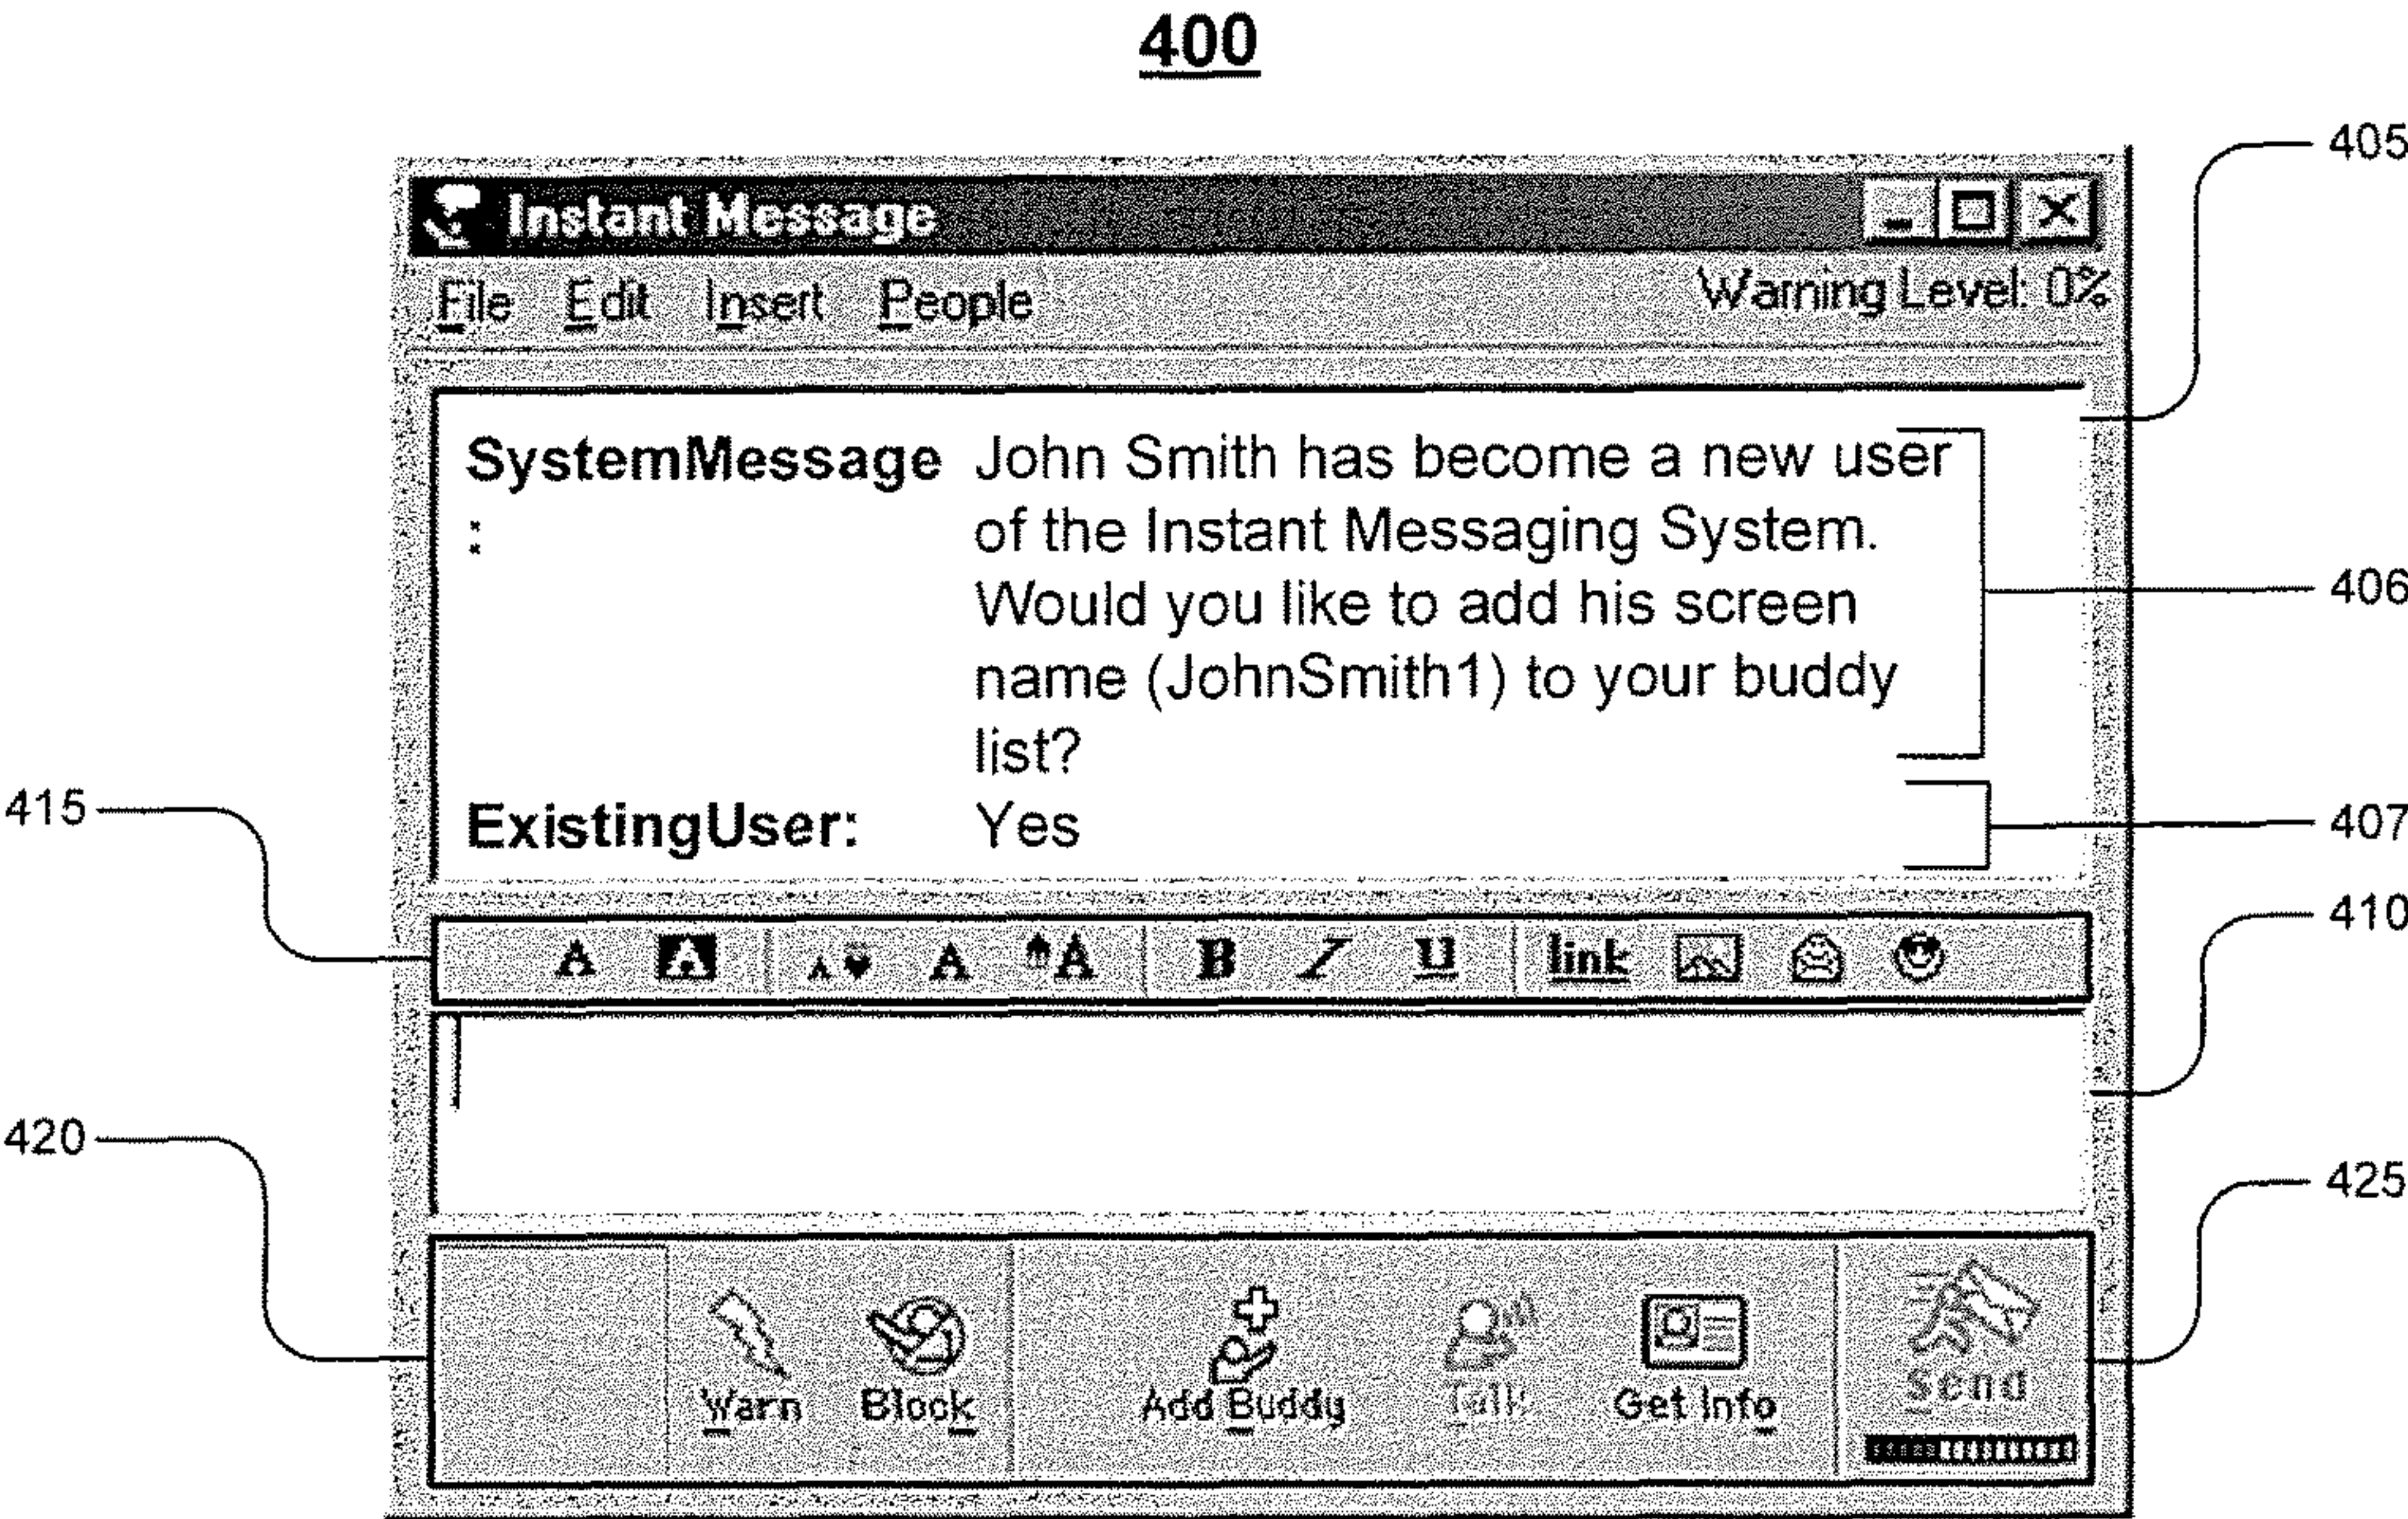 400
405
Instant Message
File Edit Insert People Warning Level: 0%
SystemMessage John Smith has become a new user
: of the Instant Messaging System.
Would you like to add his screen
406
name (JohnSmith1) to your buddy
list?
415
ExistingUser: Yes
407
410
A A A A A B I U link
420
425
Warn Block Add Buddy Talk Get Info Send